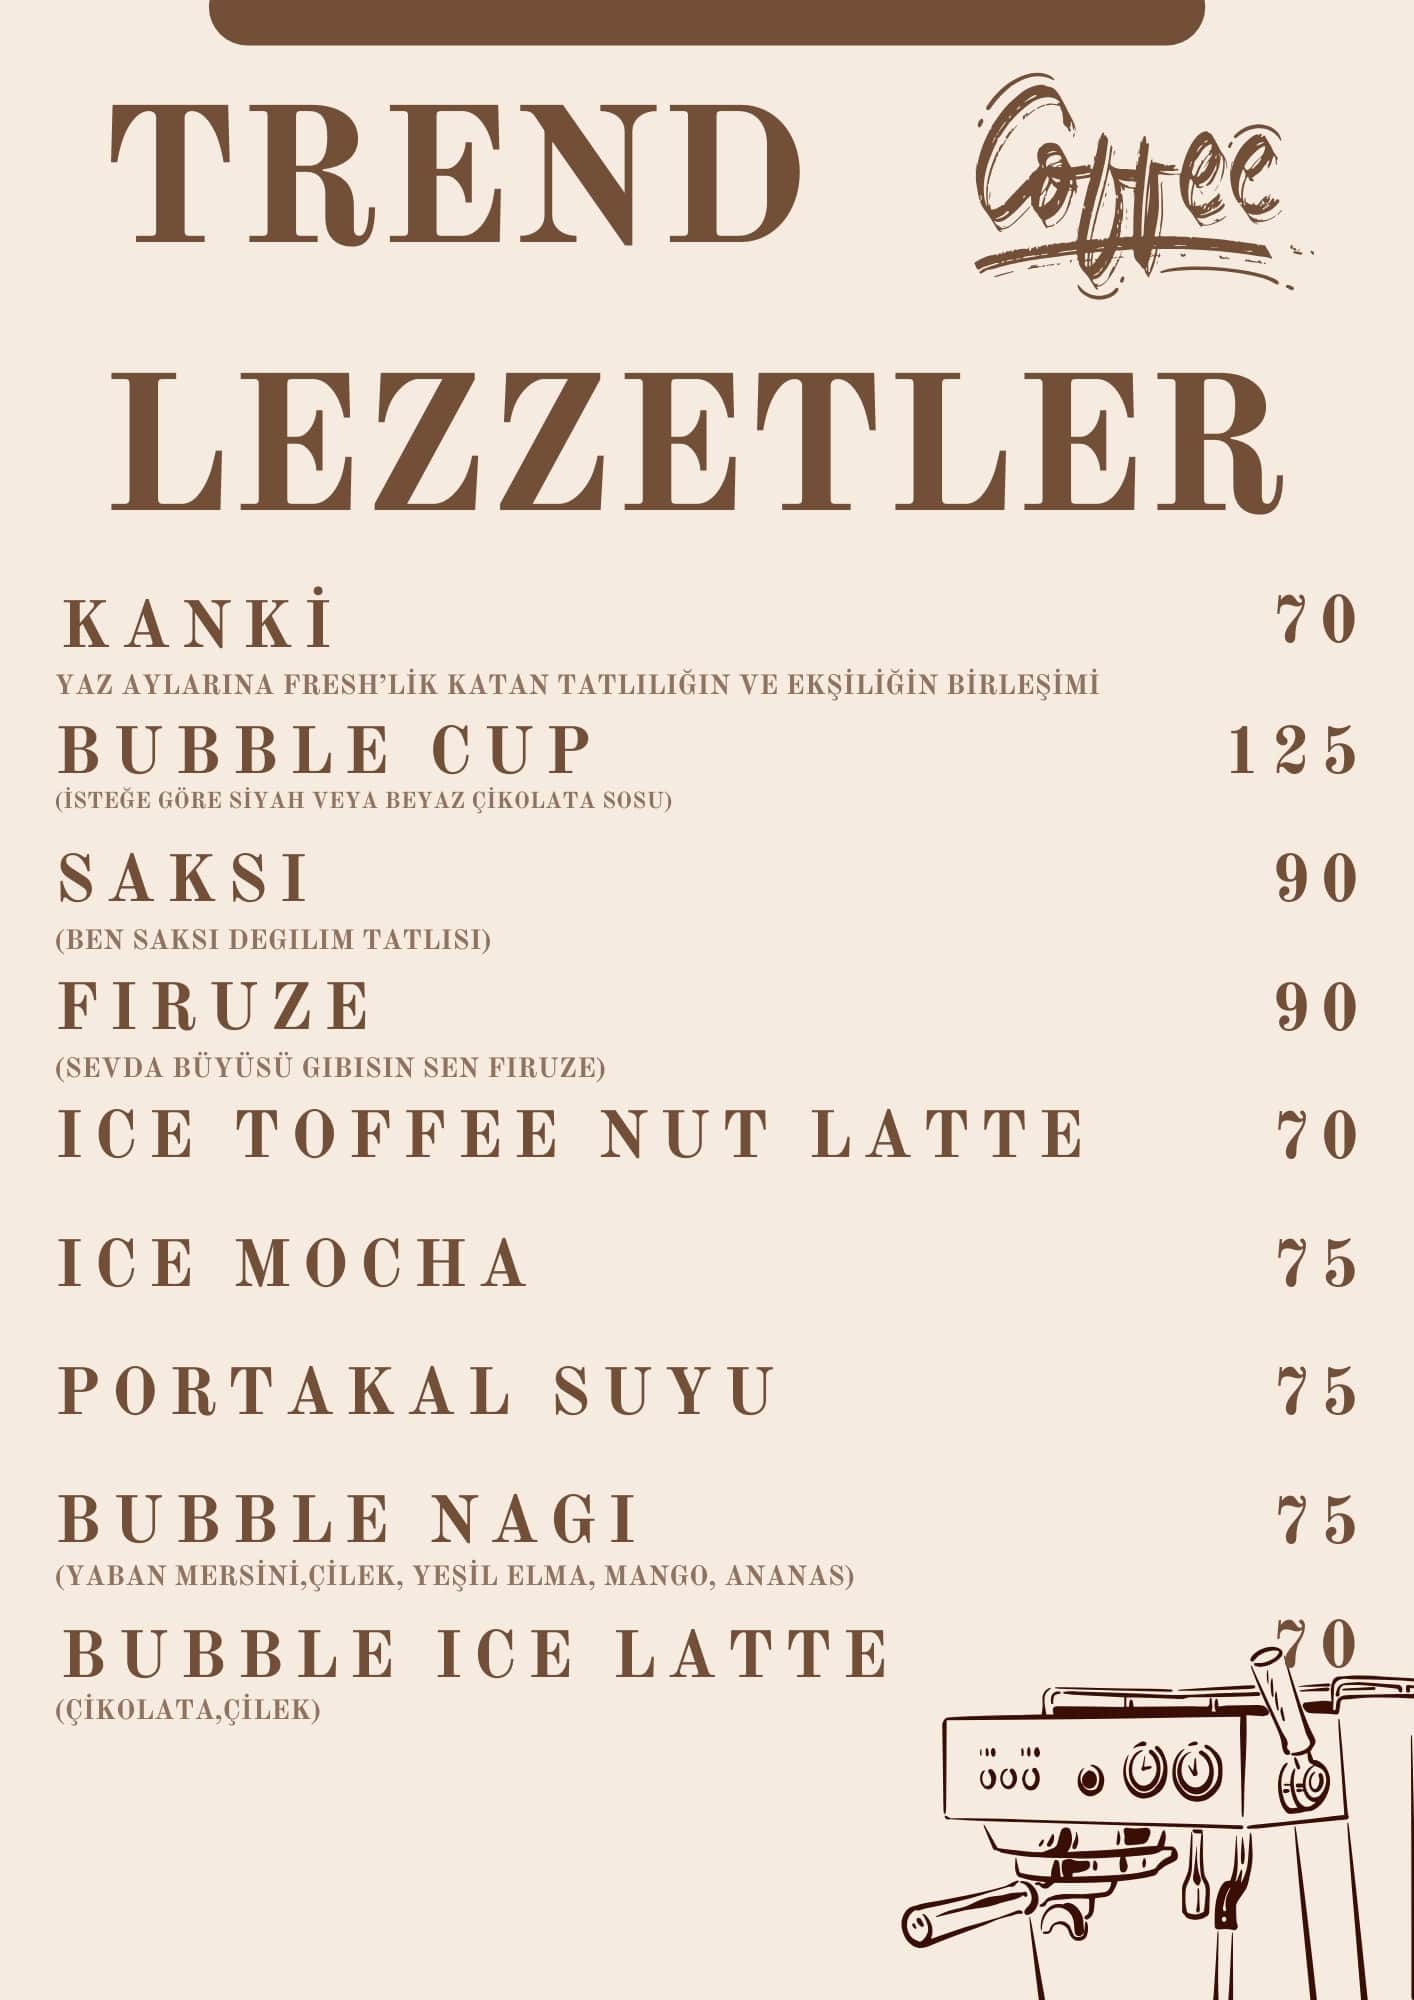 TREND
Coffee
LEZZETLER
KANKİ 70
YAZ AYLARINA FRESH’LİK KATAN TATLILIĞIN VE EKŞİLİĞİN BİRLEŞİMİ
BUBBLE CUP 125
(İSTEĞE GÖRE SİYAH VEYA BEYAZ ÇİKOLATA SOSU)
SAKSI 90
(BEN SAKSI DEGILIM TATLISI)
FIRUZE 90
(SEVDA BÜYÜSÜ GIBISIN SEN FIRUZE)
ICE TOFFEE NUT LATTE 70
ICE MOCHA 75
PORTAKAL SUYU 75
BUBBLE NAGI 75
(YABAN MERSİNİ,ÇİLEK, YEŞİL ELMA, MANGO, ANANAS)
BUBBLE ICE LATTE 70
(ÇİKOLATA,ÇİLEK)